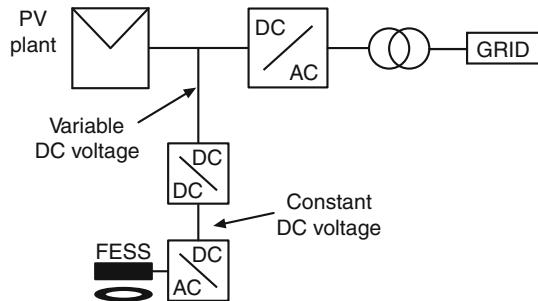 PV
plant
DC
AC
GRID
Variable
DC voltage
DC
DC
Constant
DC voltage
FESS
DC
AC